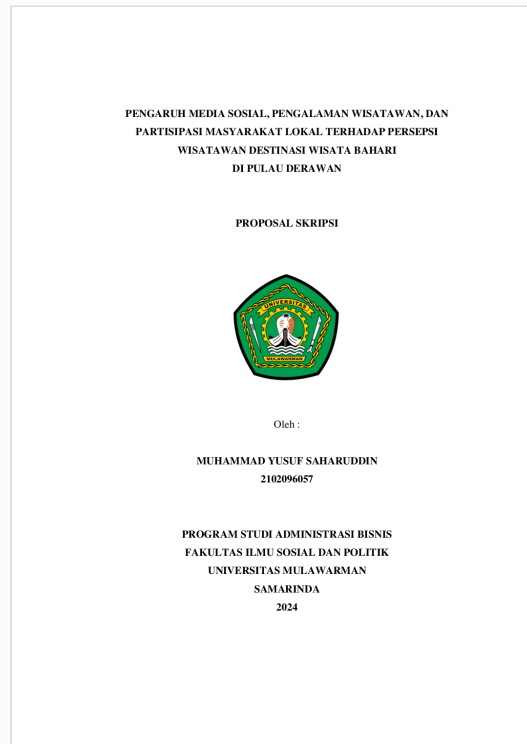 PENGARUH MEDIA SOSIAL, PENGALAMAN WISATAWAN, DAN
PARTISIPASI MASYARAKAT LOKAL TERHADAP PERSEPSI
WISATAWAN DESTINASI WISATA BAHARI
DI PULAU DERAWAN
PROPOSAL SKRIPSI
UNIVERSITAS
MULAWARMAN
Oleh :
MUHAMMAD YUSUF SAHARUDDIN
2102096057
PROGRAM STUDI ADMINISTRASI BISNIS
FAKULTAS ILMU SOSIAL DAN POLITIK
UNIVERSITAS MULAWARMAN
SAMARINDA
2024